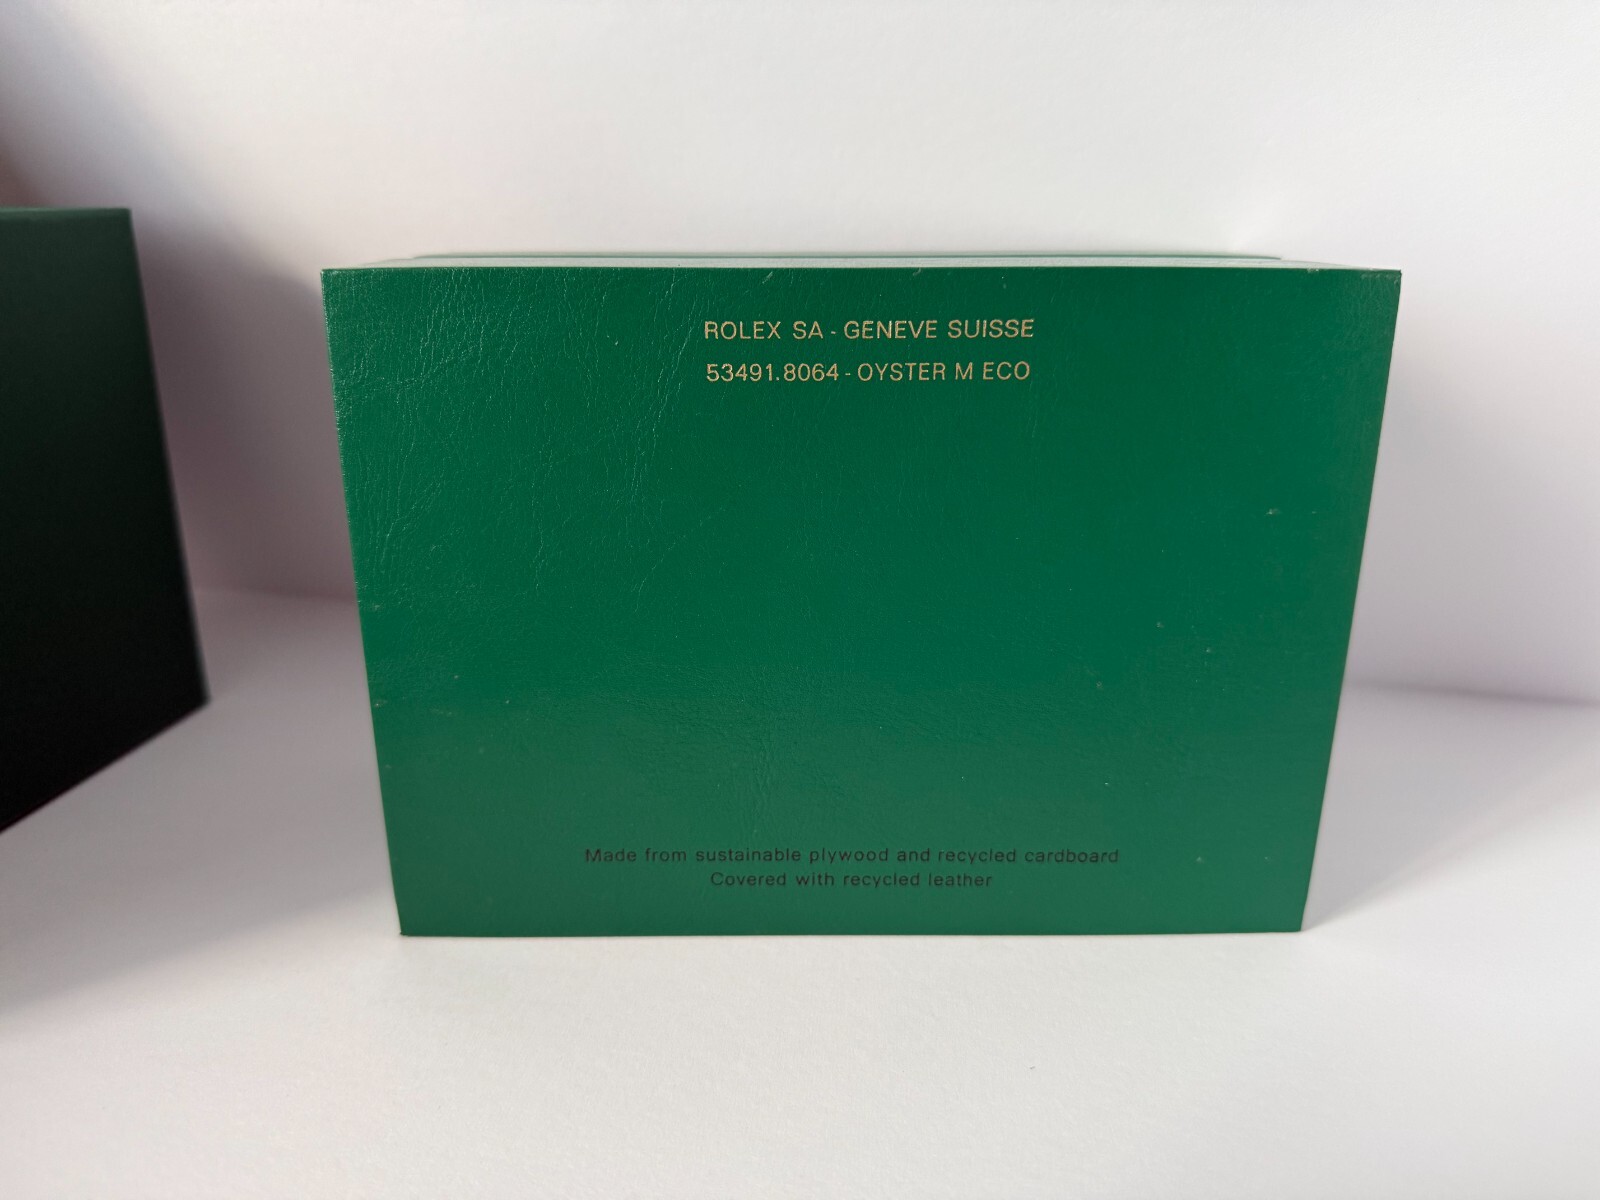 ROLEX SA - GENEVE SUISSE
53491.8064 - OYSTER M ECO
Made from sustainable plywood and recycled cardboard
Covered with recycled leather